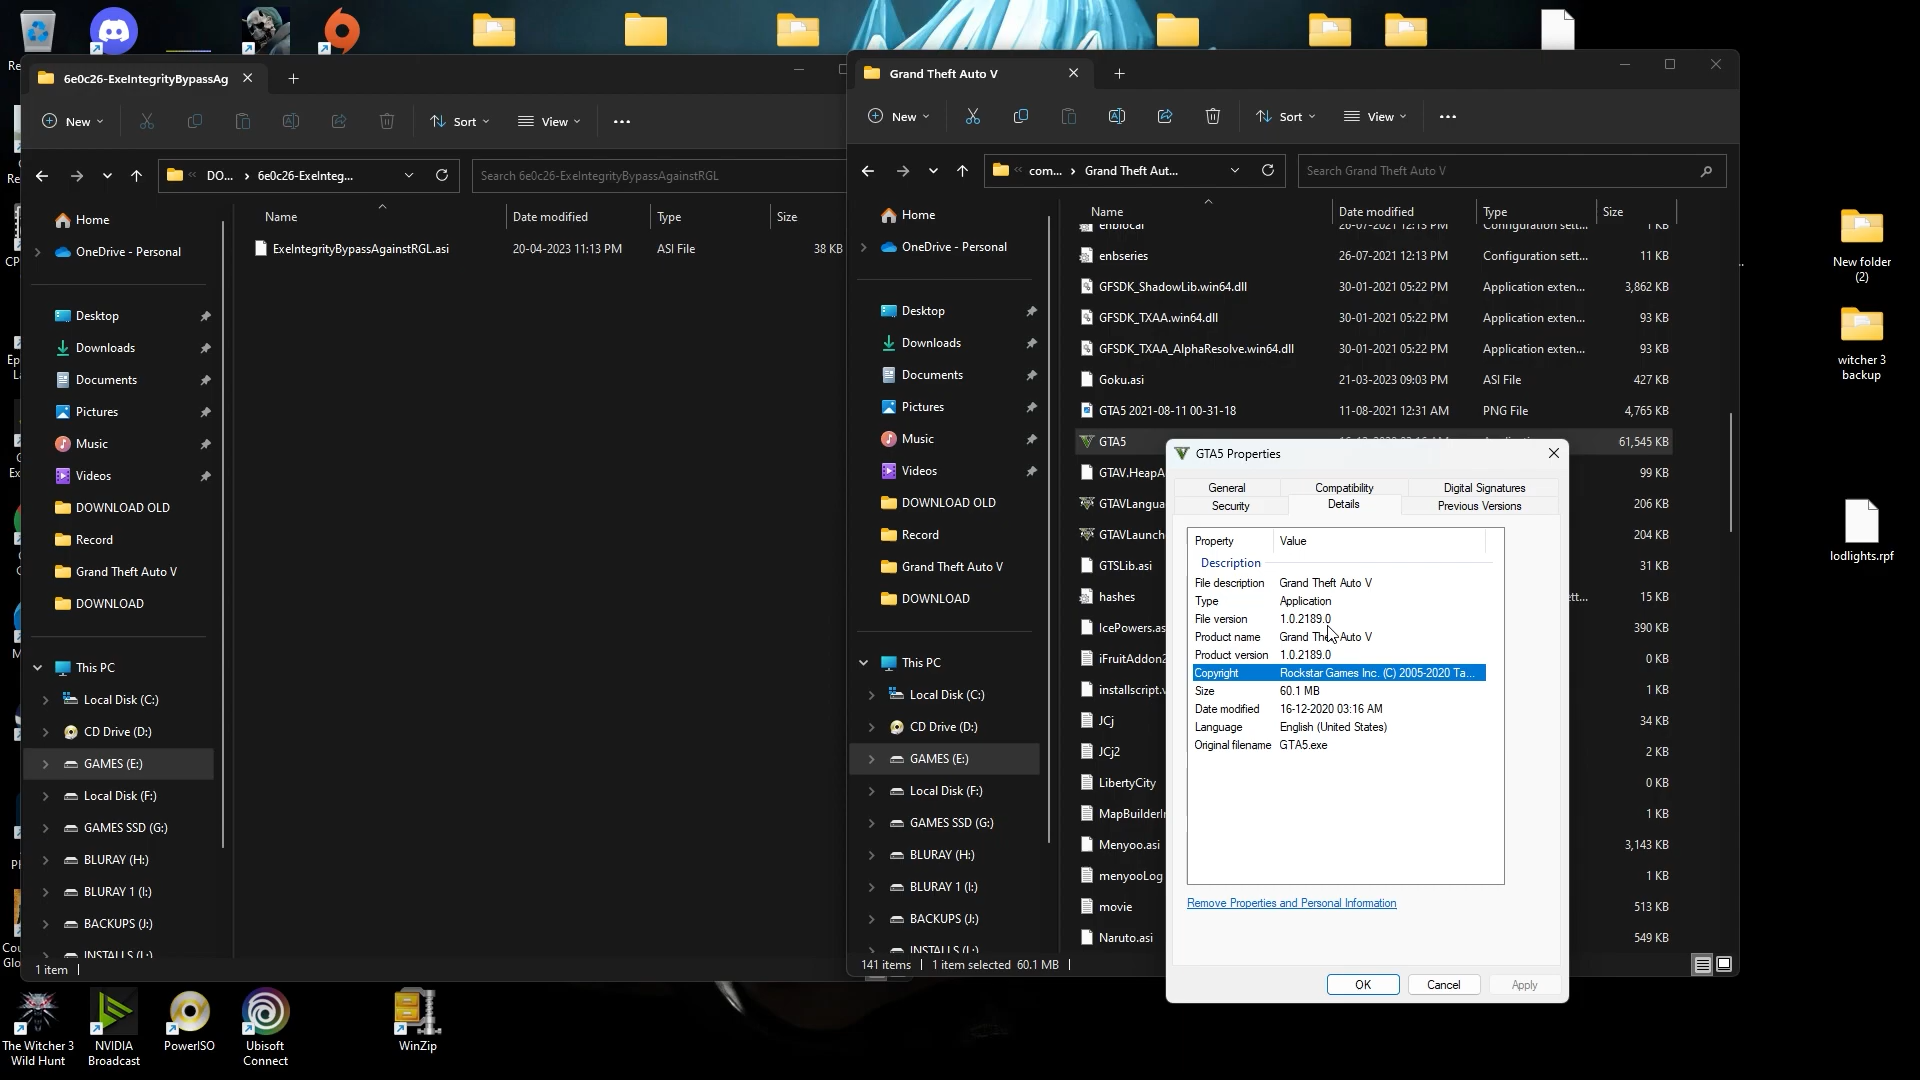 6e0c26-ExeIntegrityBypassAg
New
Sort
View
DO...
6e0c26-ExeInteg...
Search 6e0c26-ExeIntegrityBypassAgainstRGL
Name
Date modified
Type
Size
Home
OneDrive - Personal
ExeIntegrityBypassAgainstRGL.asi
20-04-2023 11:13 PM
ASI File
38 KB
Desktop
Downloads
Documents
Pictures
Music
Videos
DOWNLOAD OLD
Record
Grand Theft Auto V
DOWNLOAD
This PC
Local Disk (C:)
CD Drive (D:)
GAMES (E:)
Local Disk (F:)
GAMES SSD (G:)
BLURAY (H:)
BLURAY 1 (I:)
BACKUPS (J:)
INSTALLS (L:)
1 item
Grand Theft Auto V
New
Sort
View
com...
Grand Theft Aut...
Search Grand Theft Auto V
Home
OneDrive - Personal
Desktop
Downloads
Documents
Pictures
Music
Videos
DOWNLOAD OLD
Record
Grand Theft Auto V
DOWNLOAD
This PC
Local Disk (C:)
CD Drive (D:)
GAMES (E:)
Local Disk (F:)
GAMES SSD (G:)
BLURAY (H:)
BLURAY 1 (I:)
BACKUPS (J:)
INSTALLS (L:)
Name Date modified Type Size
enblocal 26-07-2021 12:13 PM Configuration sett... 1 KB
enbseries 26-07-2021 12:13 PM Configuration sett... 11 KB
GFSDK_ShadowLib.win64.dll 30-01-2021 05:22 PM Application exten... 3,862 KB
GFSDK_TXAA.win64.dll 30-01-2021 05:22 PM Application exten... 93 KB
GFSDK_TXAA_AlphaResolve.win64.dll 30-01-2021 05:22 PM Application exten... 93 KB
Goku.asi 21-03-2023 09:03 PM ASI File 427 KB
GTA5 2021-08-11 00-31-18 11-08-2021 12:31 AM PNG File 4,765 KB
GTA5 61,545 KB
GTAV.HeapA 99 KB
GTAVLangua 206 KB
GTAVLaunch 204 KB
GTSLib.asi 31 KB
hashes ett... 15 KB
IcePowers.as 390 KB
iFruitAddon2 0 KB
installscript.v 1 KB
JCj 34 KB
JCj2 2 KB
LibertyCity 0 KB
MapBuilderIn 1 KB
Menyoo.asi 3,143 KB
menyooLog 1 KB
movie 513 KB
Naruto.asi 549 KB
141 items
1 item selected 60.1 MB
GTA5 Properties
General
Compatibility
Digital Signatures
Security
Details
Previous Versions
Property Value
Description
File description Grand Theft Auto V
Type Application
File version 1.0.2189.0
Product name Grand Theft Auto V
Product version 1.0.2189.0
Copyright Rockstar Games Inc. (C) 2005-2020 Ta...
Size 60.1 MB
Date modified 16-12-2020 03:16 AM
Language English (United States)
Original filename GTA5.exe
Remove Properties and Personal Information
OK
Cancel
Apply
New folder
(2)
witcher 3
backup
lodlights.rpf
The Witcher 3
Wild Hunt
NVIDIA
Broadcast
PowerISO
Ubisoft
Connect
WinZip